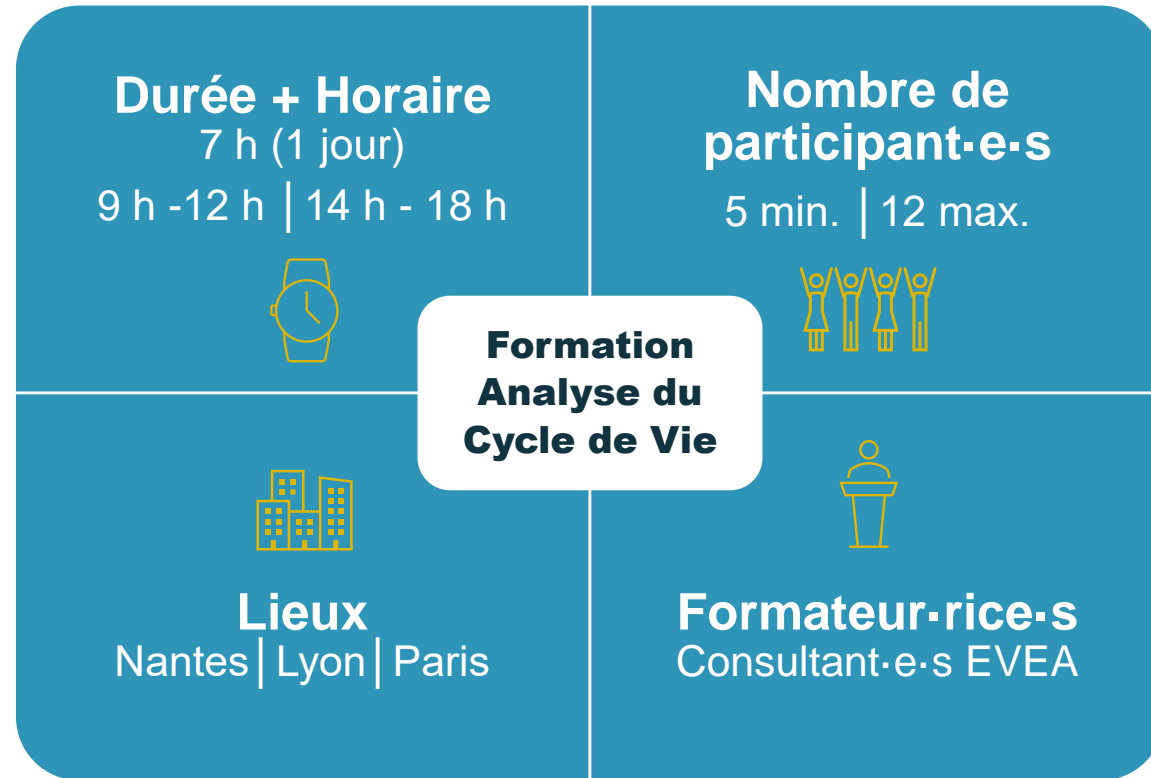 Durée + Horaire
7 h (1 jour)
9 h -12 h | 14 h - 18 h
Nombre de
participant·e·s
5 min. | 12 max.
Formation
Analyse du
Cycle de Vie
Lieux
Nantes | Lyon | Paris
Formateur·rice·s
Consultant·e·s EVEA